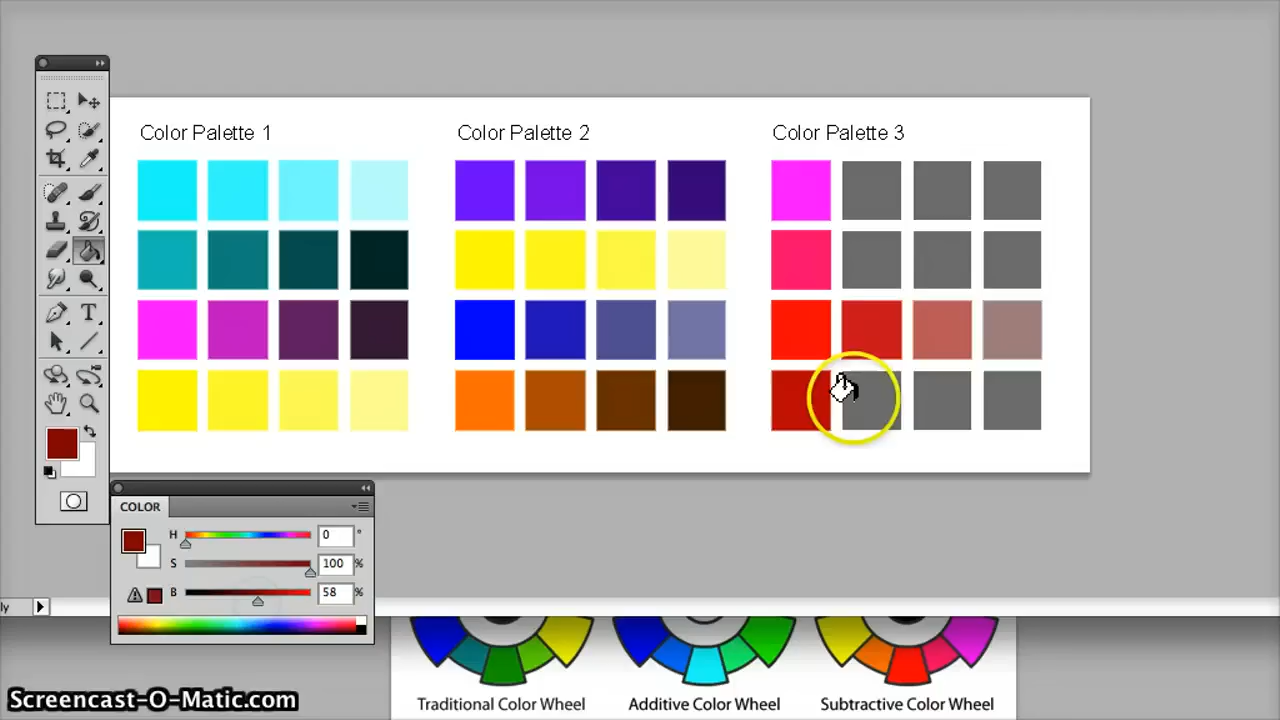 Color Palette 1
Color Palette 2
Color Palette 3
T
COLOR
H 0 °
S 100 %
B 58 %
ly
Traditional Color Wheel
Additive Color Wheel
Subtractive Color Wheel
Screencast-O-Matic.com